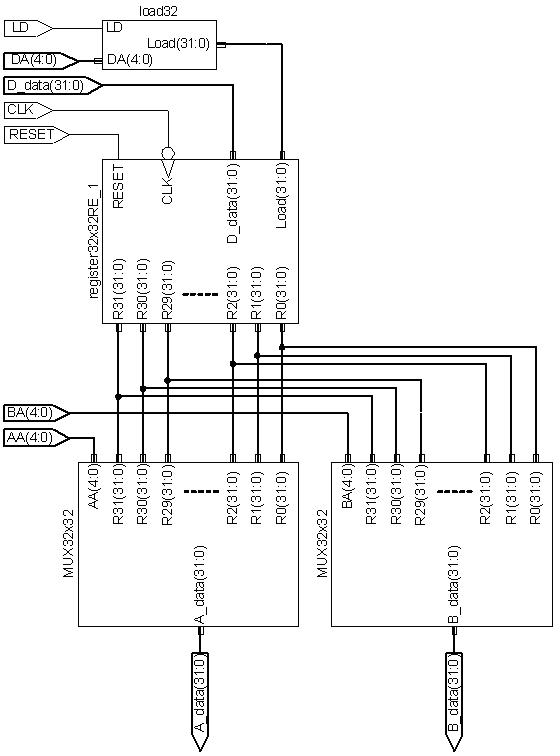 load32
LD
LD
Load(31:0)
DA(4:0)
DA(4:0)
D_data(31:0)
CLK
RESET
register32x32RE_1
RESET
CLK
D_data(31:0)
Load(31:0)
R31(31:0)
R30(31:0)
R29(31:0)
R2(31:0)
R1(31:0)
R0(31:0)
BA(4:0)
AA(4:0)
MUX32x32
AA(4:0)
R31(31:0)
R30(31:0)
R29(31:0)
R2(31:0)
R1(31:0)
R0(31:0)
A_data(31:0)
A_data(31:0)
MUX32x32
BA(4:0)
R31(31:0)
R30(31:0)
R29(31:0)
R2(31:0)
R1(31:0)
R0(31:0)
B_data(31:0)
B_data(31:0)